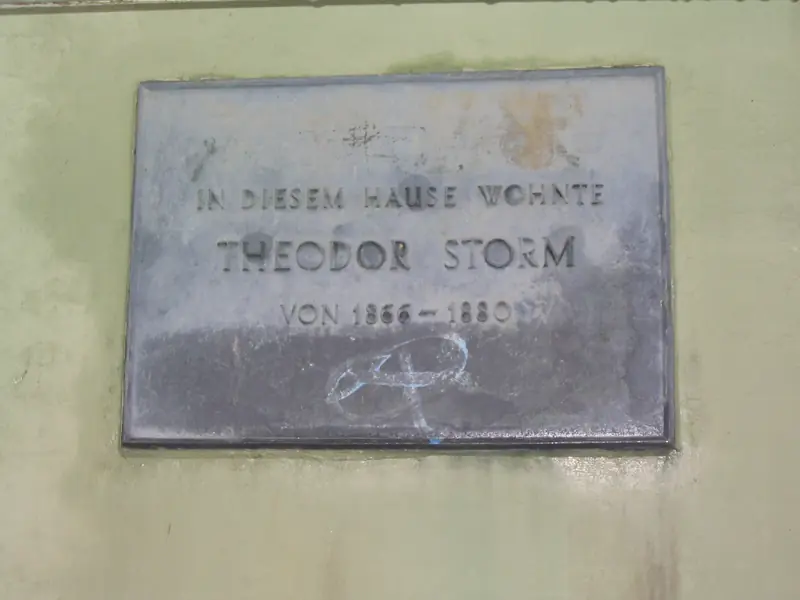 IN DIESEM HAUSE WOHNTE
THEODOR STORM
VON 1866 – 1880